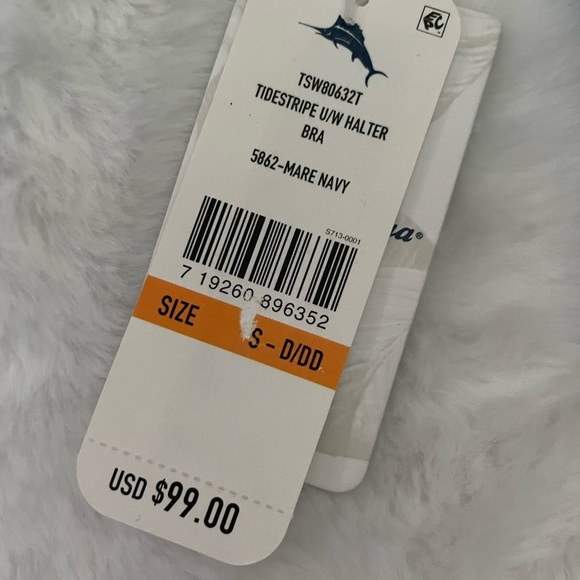 TSW80632T
TIDESTRIPE U/W HALTER
BRA
5862-MARE NAVY
S713-0001
7 19260 896352
SIZE S - D/DD
USD $99.00